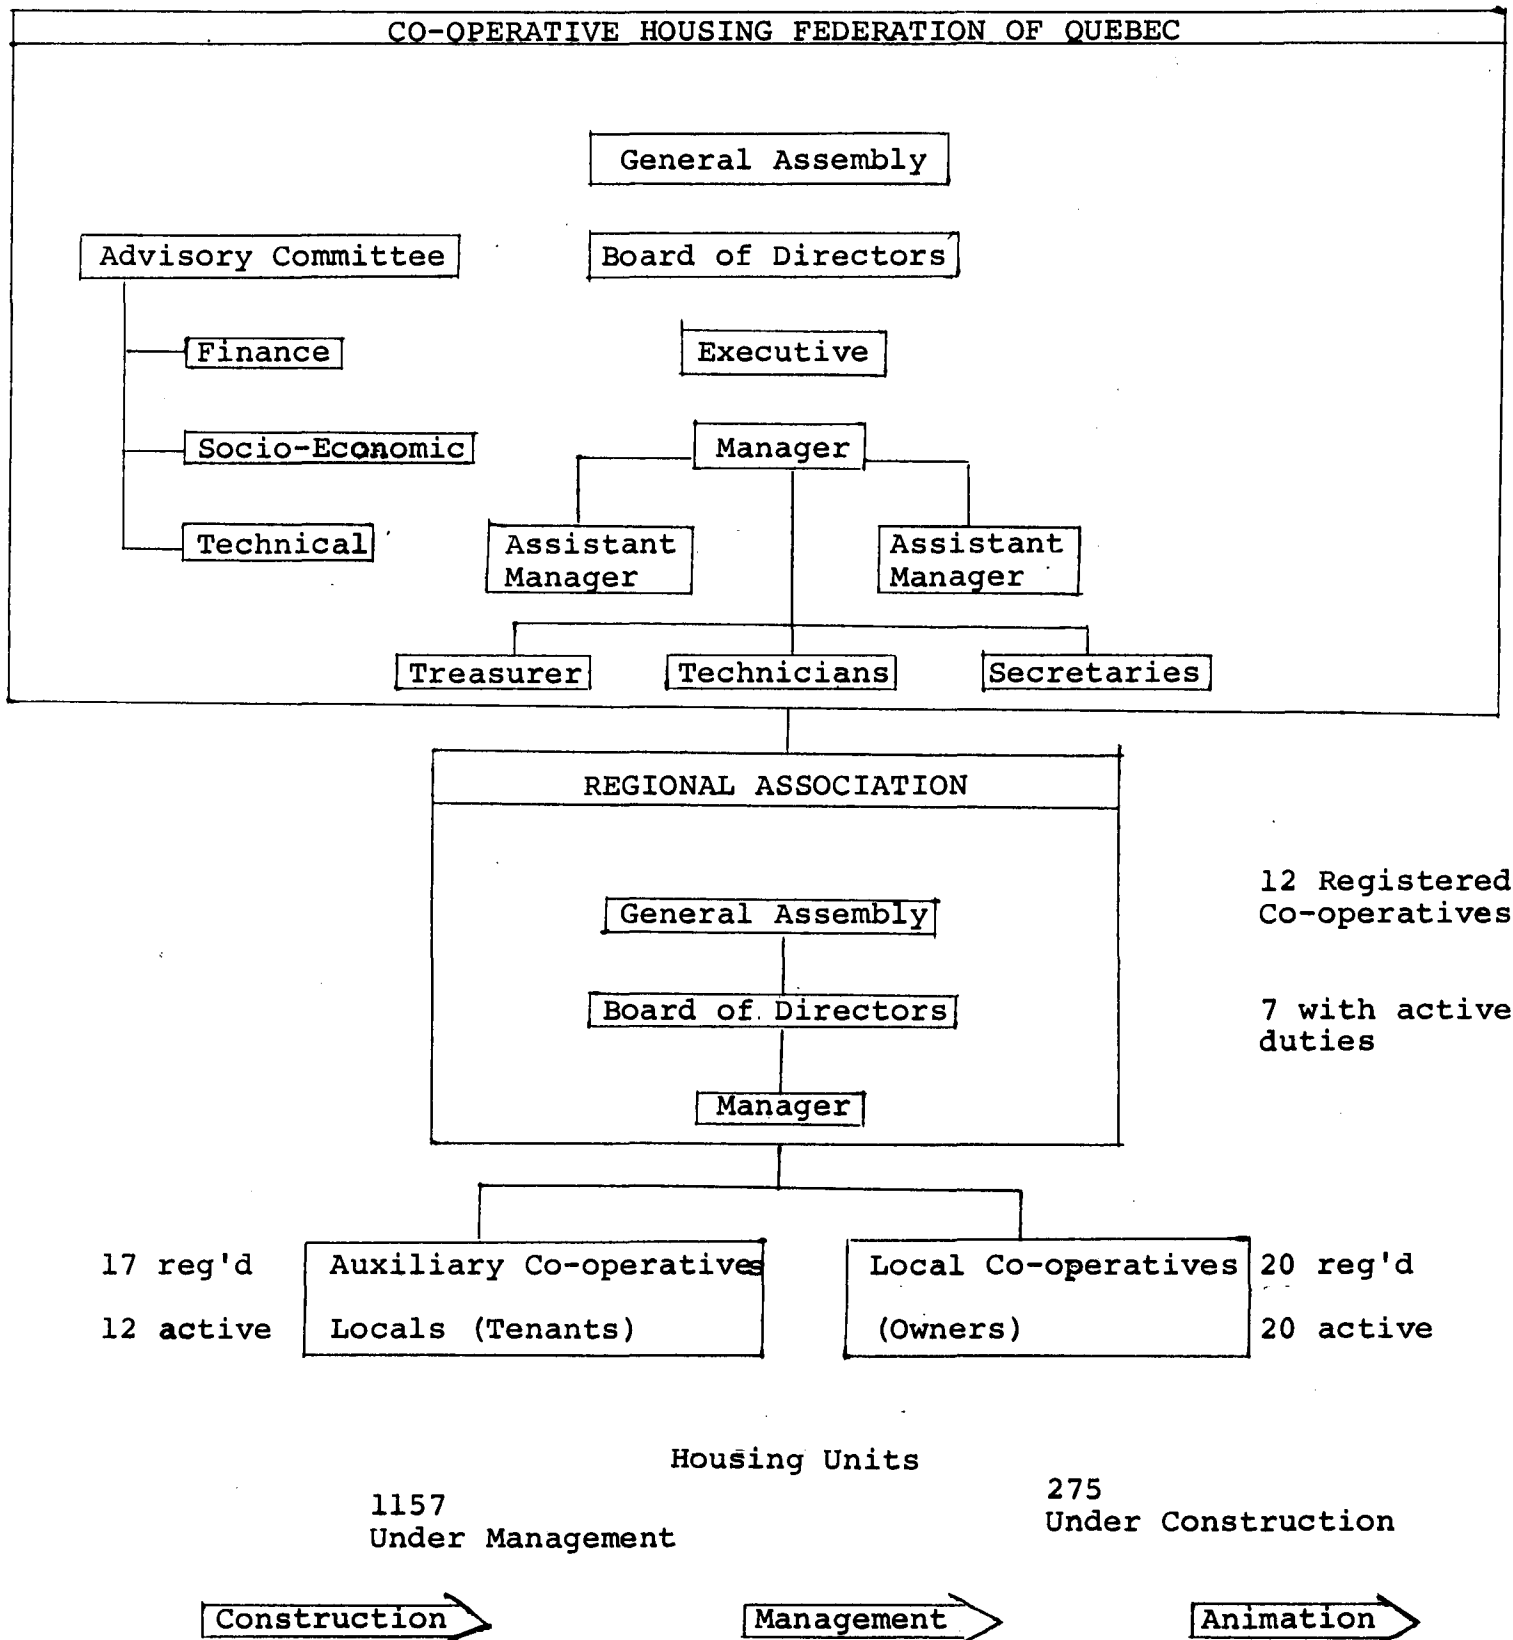 CO-OPERATIVE HOUSING FEDERATION OF QUEBEC
General Assembly
Advisory Committee
Board of Directors
Finance
Executive
Socio-Economic
Manager
Technical
Assistant
Manager
Assistant
Manager
Treasurer
Technicians
Secretaries
REGIONAL ASSOCIATION
12 Registered
Co-operatives
General Assembly
Board of Directors
7 with active
duties
Manager
17 reg'd
12 active
Auxiliary Co-operatives
Locals (Tenants)
Local Co-operatives
(Owners)
20 reg'd
20 active
Housing Units
1157
Under Management
275
Under Construction
Construction
Management
Animation